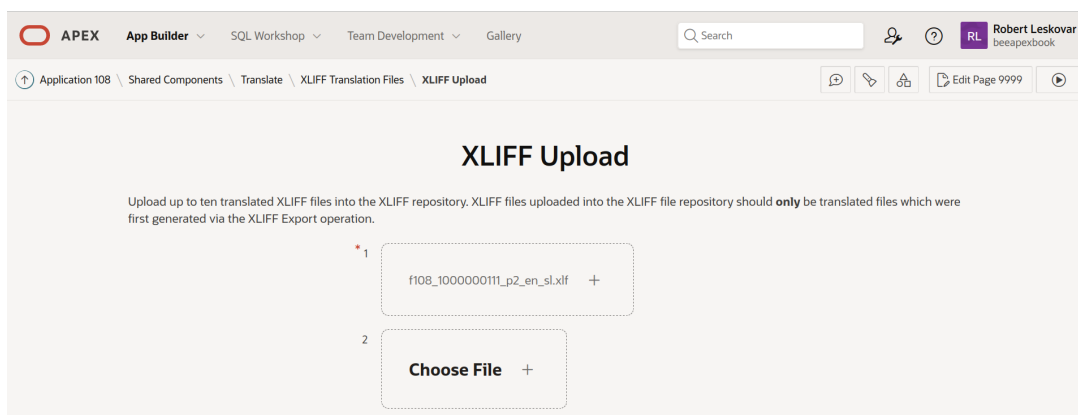 APEX App Builder SQL Workshop Team Development Gallery Search RL Robert Leskovar
beeapexbook
Application 108 \ Shared Components \ Translate \ XLIFF Translation Files \ XLIFF Upload Edit Page 9999
XLIFF Upload
Upload up to ten translated XLIFF files into the XLIFF repository. XLIFF files uploaded into the XLIFF file repository should only be translated files which were
first generated via the XLIFF Export operation.
* 1
f108_1000000111_p2_en_sl.xlf +
2
Choose File +